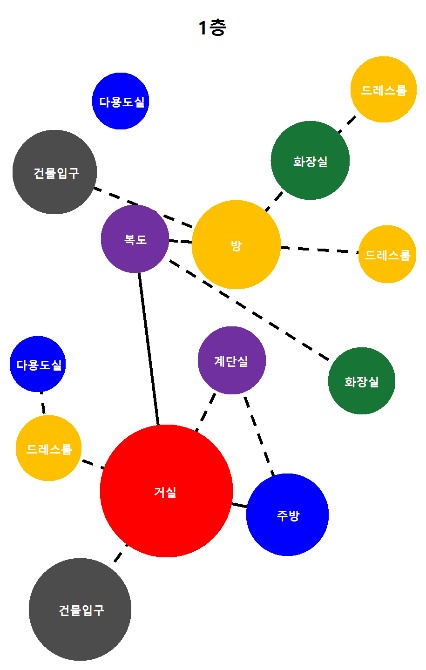 1층
드레스룸
다용도실
화장실
건물입구
복도
방
드레스룸
계단실
다용도실
화장실
드레스룸
거실
주방
건물입구